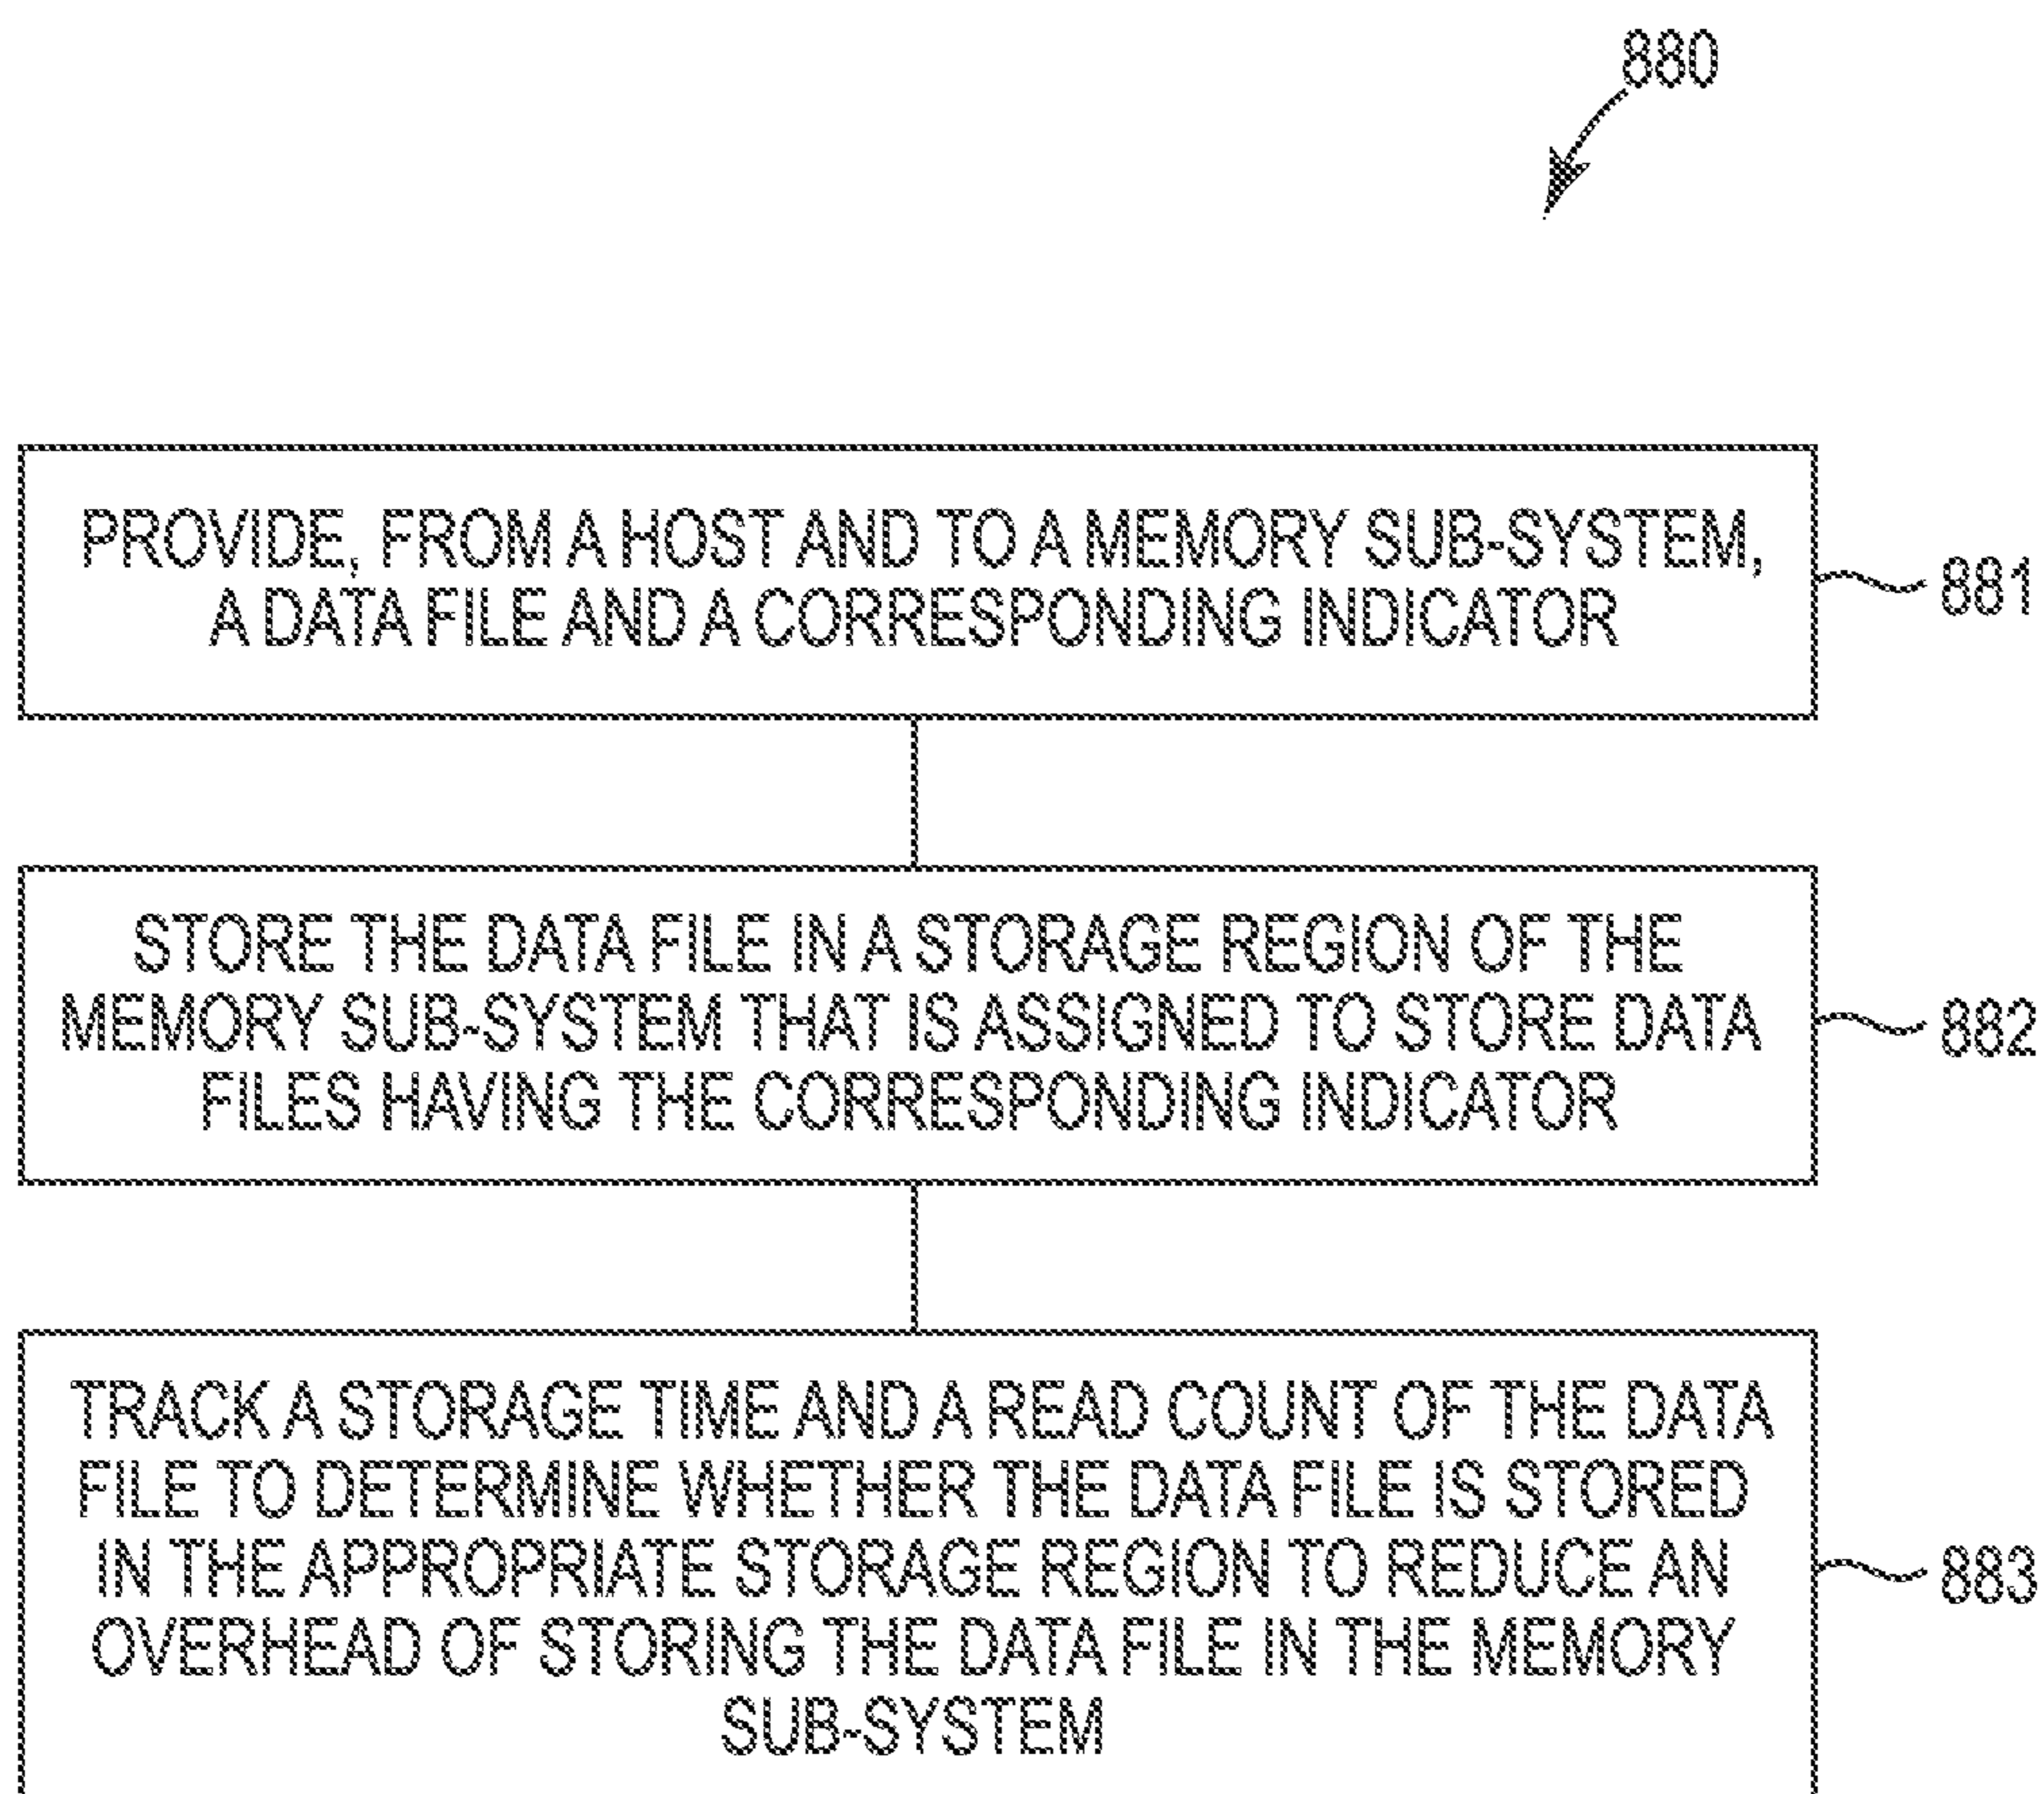 880
PROVIDE, FROM A HOST AND TO A MEMORY SUB-SYSTEM,
A DATA FILE AND A CORRESPONDING INDICATOR
881
STORE THE DATA FILE IN A STORAGE REGION OF THE
MEMORY SUB-SYSTEM THAT IS ASSIGNED TO STORE DATA
FILES HAVING THE CORRESPONDING INDICATOR
882
TRACK A STORAGE TIME AND A READ COUNT OF THE DATA
FILE TO DETERMINE WHETHER THE DATA FILE IS STORED
IN THE APPROPRIATE STORAGE REGION TO REDUCE AN
OVERHEAD OF STORING THE DATA FILE IN THE MEMORY
SUB-SYSTEM
883